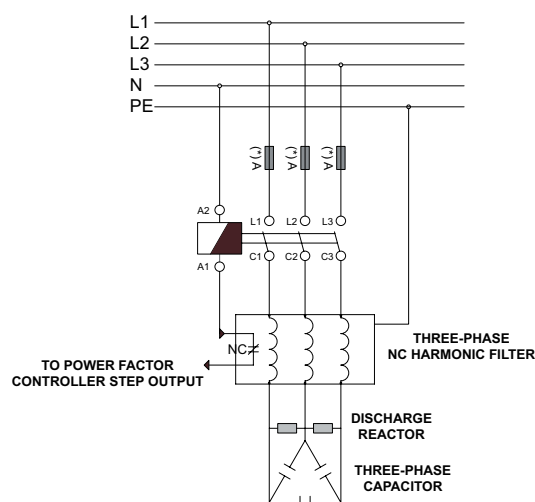 L1
L2
L3
N
PE
(*) A
(*) A
(*) A
A2
L1
L2
L3
A1
C1
C2
C3
NC
THREE-PHASE
NC HARMONIC FILTER
TO POWER FACTOR
CONTROLLER STEP OUTPUT
DISCHARGE
REACTOR
THREE-PHASE
CAPACITOR